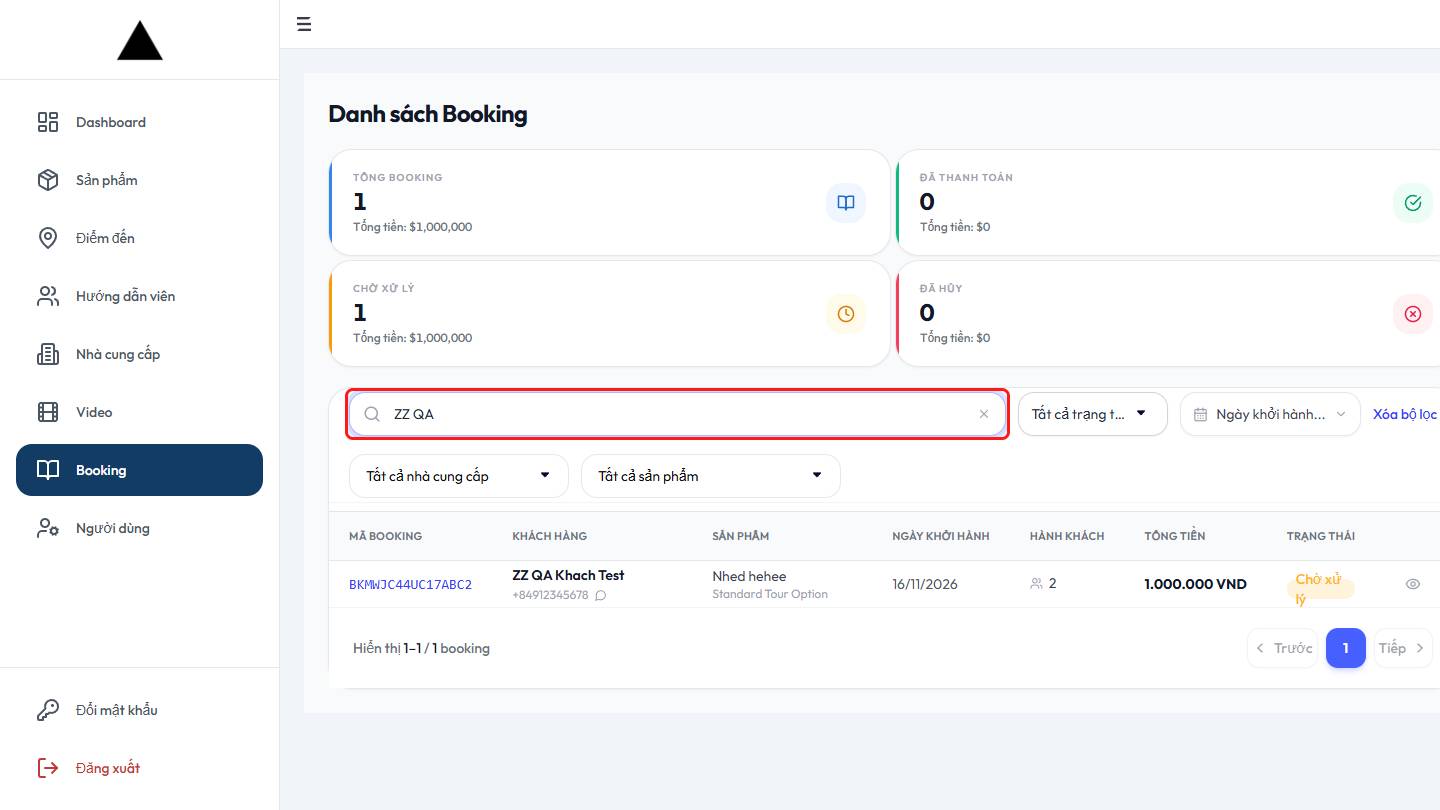 Dashboard
Sản phẩm
Điểm đến
Hướng dẫn viên
Nhà cung cấp
Video
Booking
Người dùng
Đổi mật khẩu
Đăng xuất
Danh sách Booking
TỔNG BOOKING
1
Tổng tiền: $1,000,000
ĐÃ THANH TOÁN
0
Tổng tiền: $0
CHỜ XỬ LÝ
1
Tổng tiền: $1,000,000
ĐÃ HỦY
0
Tổng tiền: $0
ZZ QA
Tất cả trạng t...
Ngày khởi hành...
Xóa bộ lọc
Tất cả nhà cung cấp
Tất cả sản phẩm
MÃ BOOKING KHÁCH HÀNG SẢN PHẨM NGÀY KHỞI HÀNH HÀNH KHÁCH TỔNG TIỀN TRẠNG THÁI
BKMWJC44UC17ABC2
ZZ QA Khach Test
+84912345678
Nhed hehee
Standard Tour Option
16/11/2026
2
1.000.000 VND
Chờ xử
lý
Hiển thị 1–1 / 1 booking
Trước
1
Tiếp